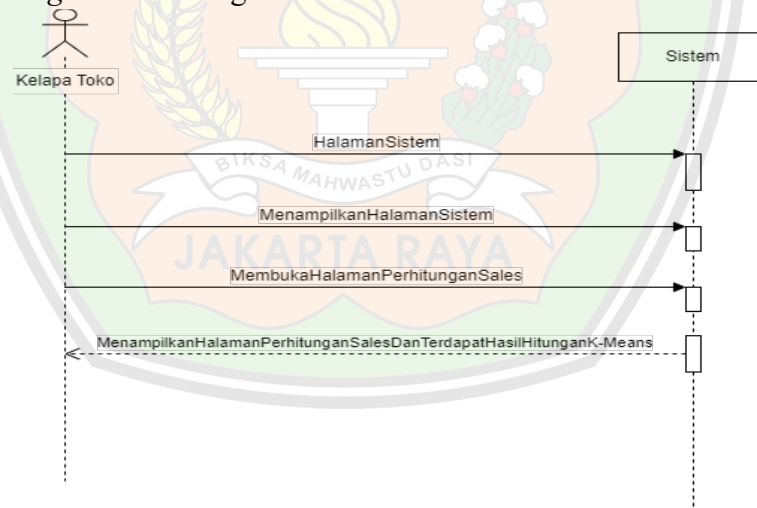 Kelapa Toko
Sistem
HalamanSistem
BIKSA MAHWASTU DASI
MenampilkanHalamanSistem
JAKARTA RAYA
MembukaHalamanPerhitunganSales
MenampilkanHalamanPerhitunganSalesDanTerdapatHasilHitunganK-Means